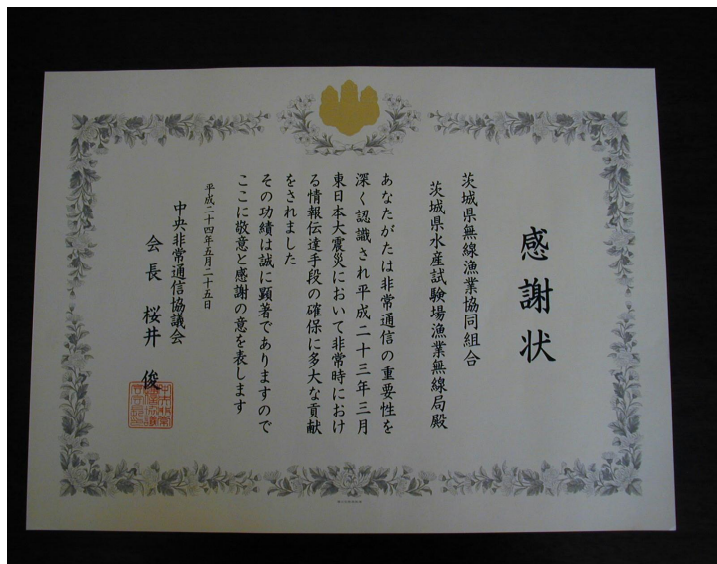 感謝状
茨城県無線漁業協同組合
茨城県水産試験場漁業無線局殿
あなたがたは非常通信の重要性を
深く認識され平成二十三年三月
東日本大震災において非常時におけ
る情報伝達手段の確保に多大な貢献
をされました
その功績は誠に顕著でありますので
ここに敬意と感謝の意を表します
平成二十四年五月二十五日
中央非常通信協議会
会長 桜井 俊